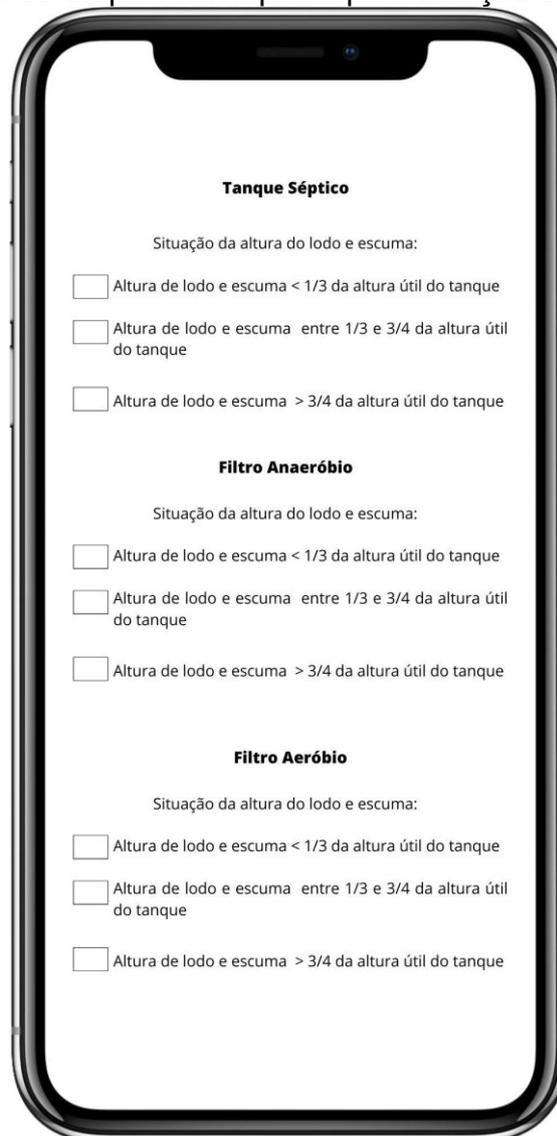 Tanque Séptico
Situação da altura do lodo e escuma:
Altura de lodo e escuma < 1/3 da altura útil do tanque
Altura de lodo e escuma entre 1/3 e 3/4 da altura útil
do tanque
Altura de lodo e escuma > 3/4 da altura útil do tanque
Filtro Anaeróbio
Situação da altura do lodo e escuma:
Altura de lodo e escuma < 1/3 da altura útil do tanque
Altura de lodo e escuma entre 1/3 e 3/4 da altura útil
do tanque
Altura de lodo e escuma > 3/4 da altura útil do tanque
Filtro Aeróbio
Situação da altura do lodo e escuma:
Altura de lodo e escuma < 1/3 da altura útil do tanque
Altura de lodo e escuma entre 1/3 e 3/4 da altura útil
do tanque
Altura de lodo e escuma > 3/4 da altura útil do tanque